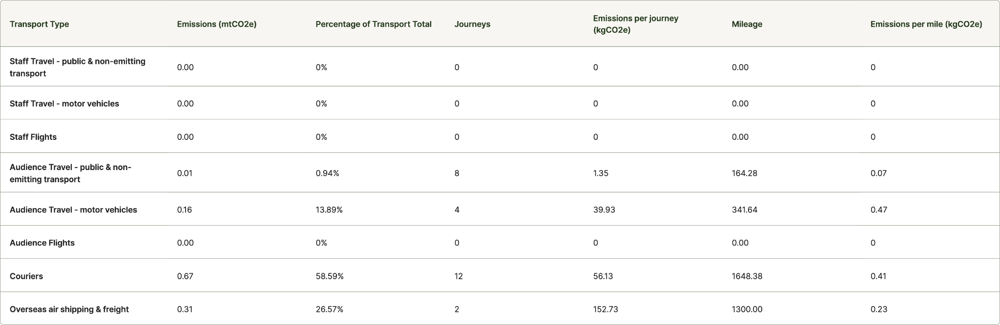 Transport Type Emissions (mtCO2e) Percentage of Transport Total Journeys Emissions per journey (kgCO2e) Mileage Emissions per mile (kgCO2e)
Staff Travel - public & non-emitting transport 0.00 0% 0 0 0.00 0
Staff Travel - motor vehicles 0.00 0% 0 0 0.00 0
Staff Flights 0.00 0% 0 0 0.00 0
Audience Travel - public & non-emitting transport 0.01 0.94% 8 1.35 164.28 0.07
Audience Travel - motor vehicles 0.16 13.89% 4 39.93 341.64 0.47
Audience Flights 0.00 0% 0 0 0.00 0
Couriers 0.67 58.59% 12 56.13 1648.38 0.41
Overseas air shipping & freight 0.31 26.57% 2 152.73 1300.00 0.23